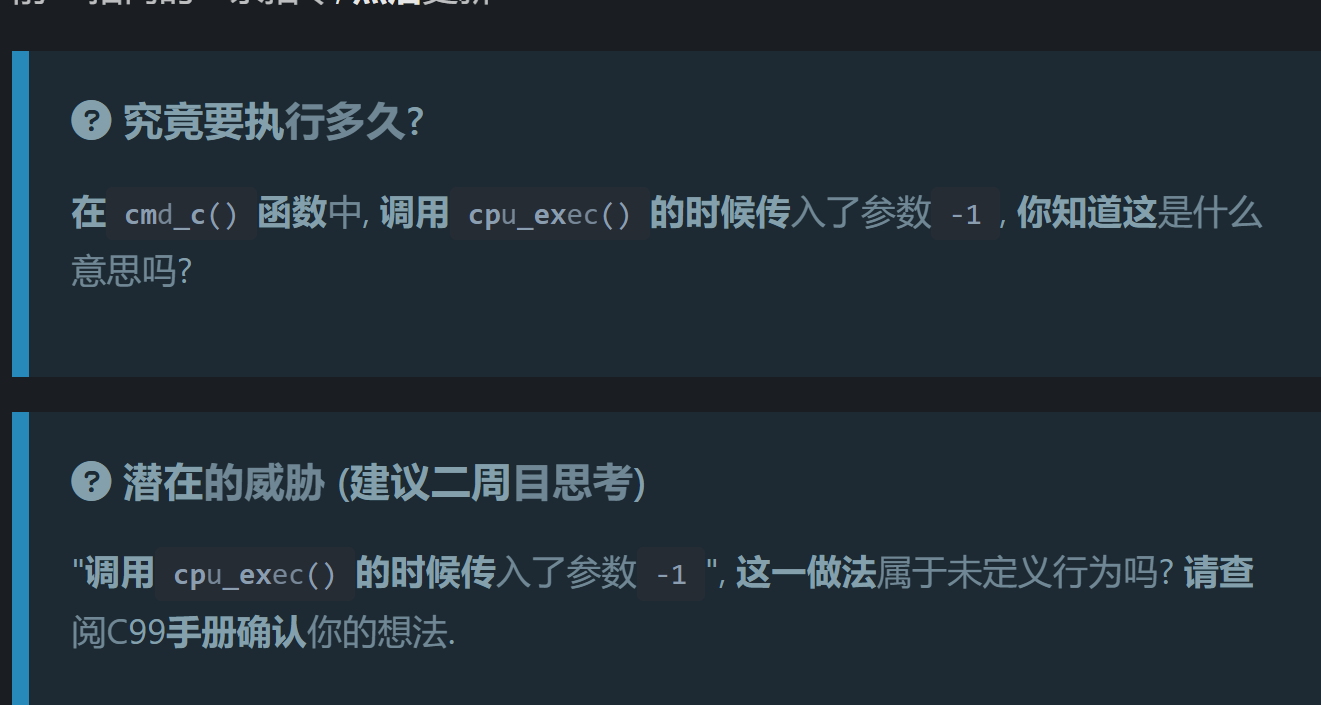 究竟要执行多久?
在 cmd_c() 函数中, 调用 cpu_exec() 的时候传入了参数 -1 , 你知道这是什么
意思吗?
潜在的威胁 (建议二周目思考)
"调用 cpu_exec() 的时候传入了参数 -1 ", 这一做法属于未定义行为吗? 请查
阅C99手册确认你的想法.